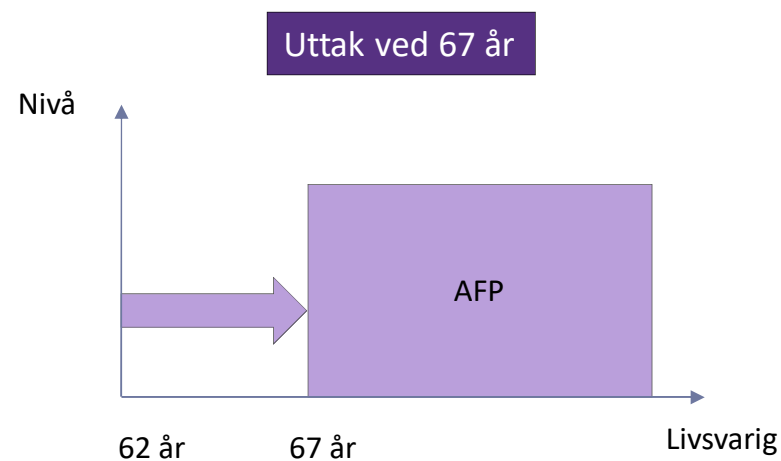 Uttak ved 67 år
Nivå
AFP
62 år
67 år
Livsvarig